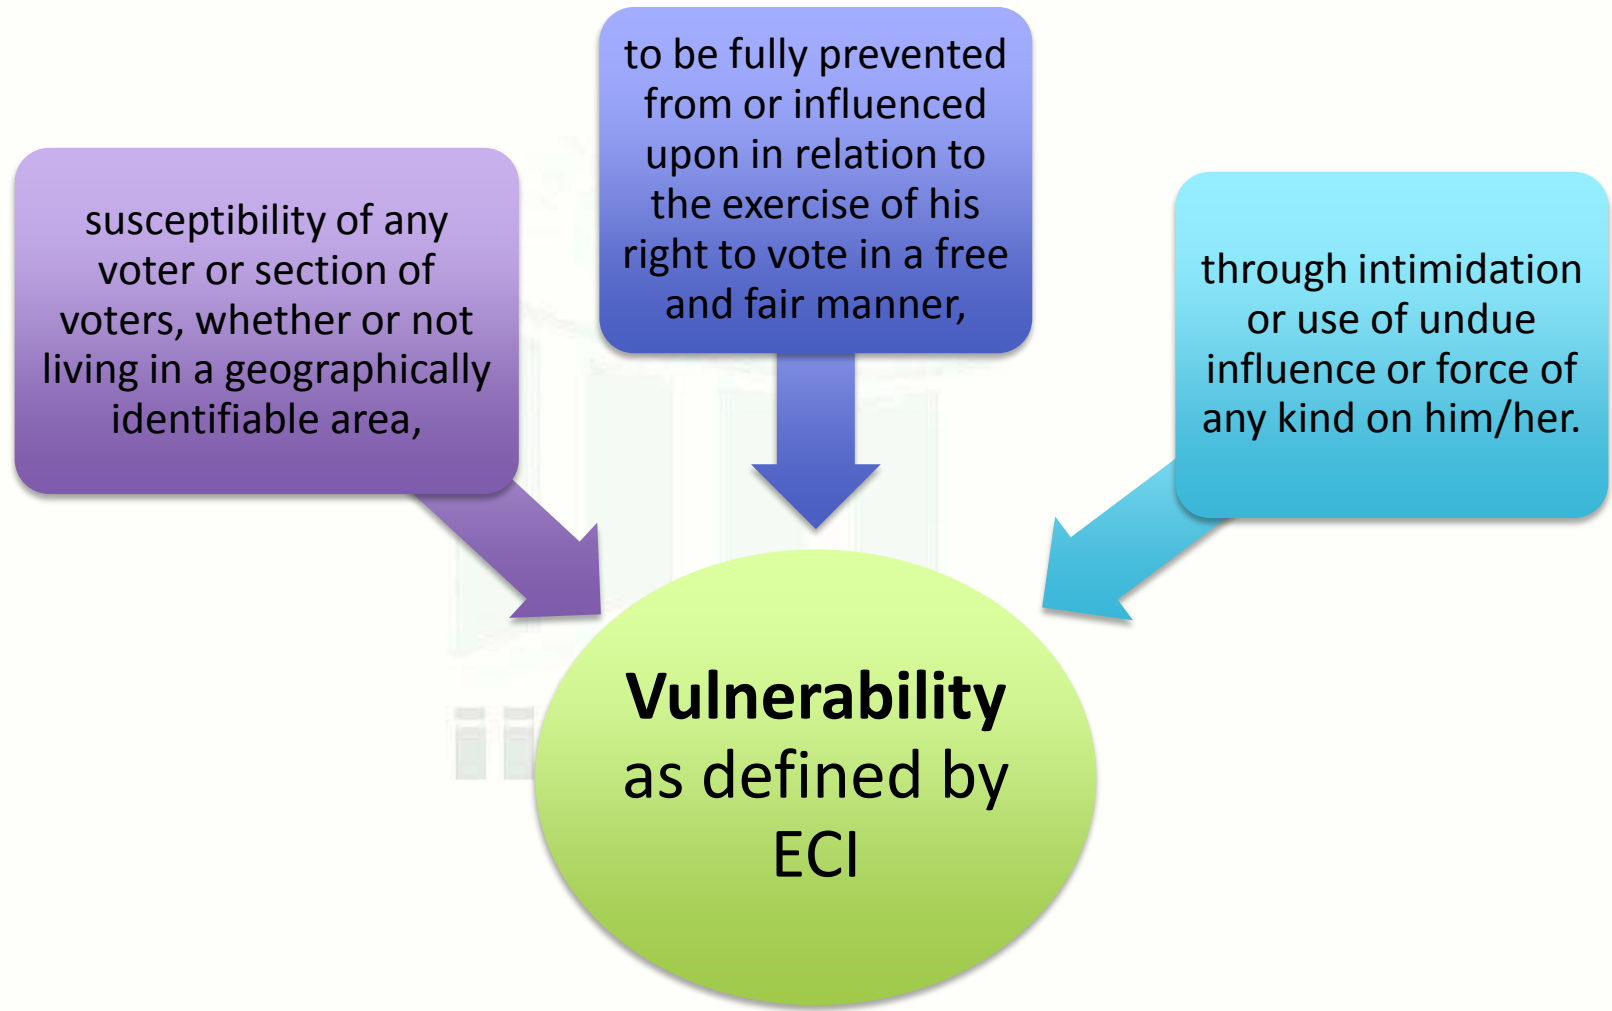 susceptibility of any
voter or section of
voters, whether or not
living in a geographically
identifiable area,
to be fully prevented
from or influenced
upon in relation to
the exercise of his
right to vote in a free
and fair manner,
through intimidation
or use of undue
influence or force of
any kind on him/her.
Vulnerability
as defined by
ECI